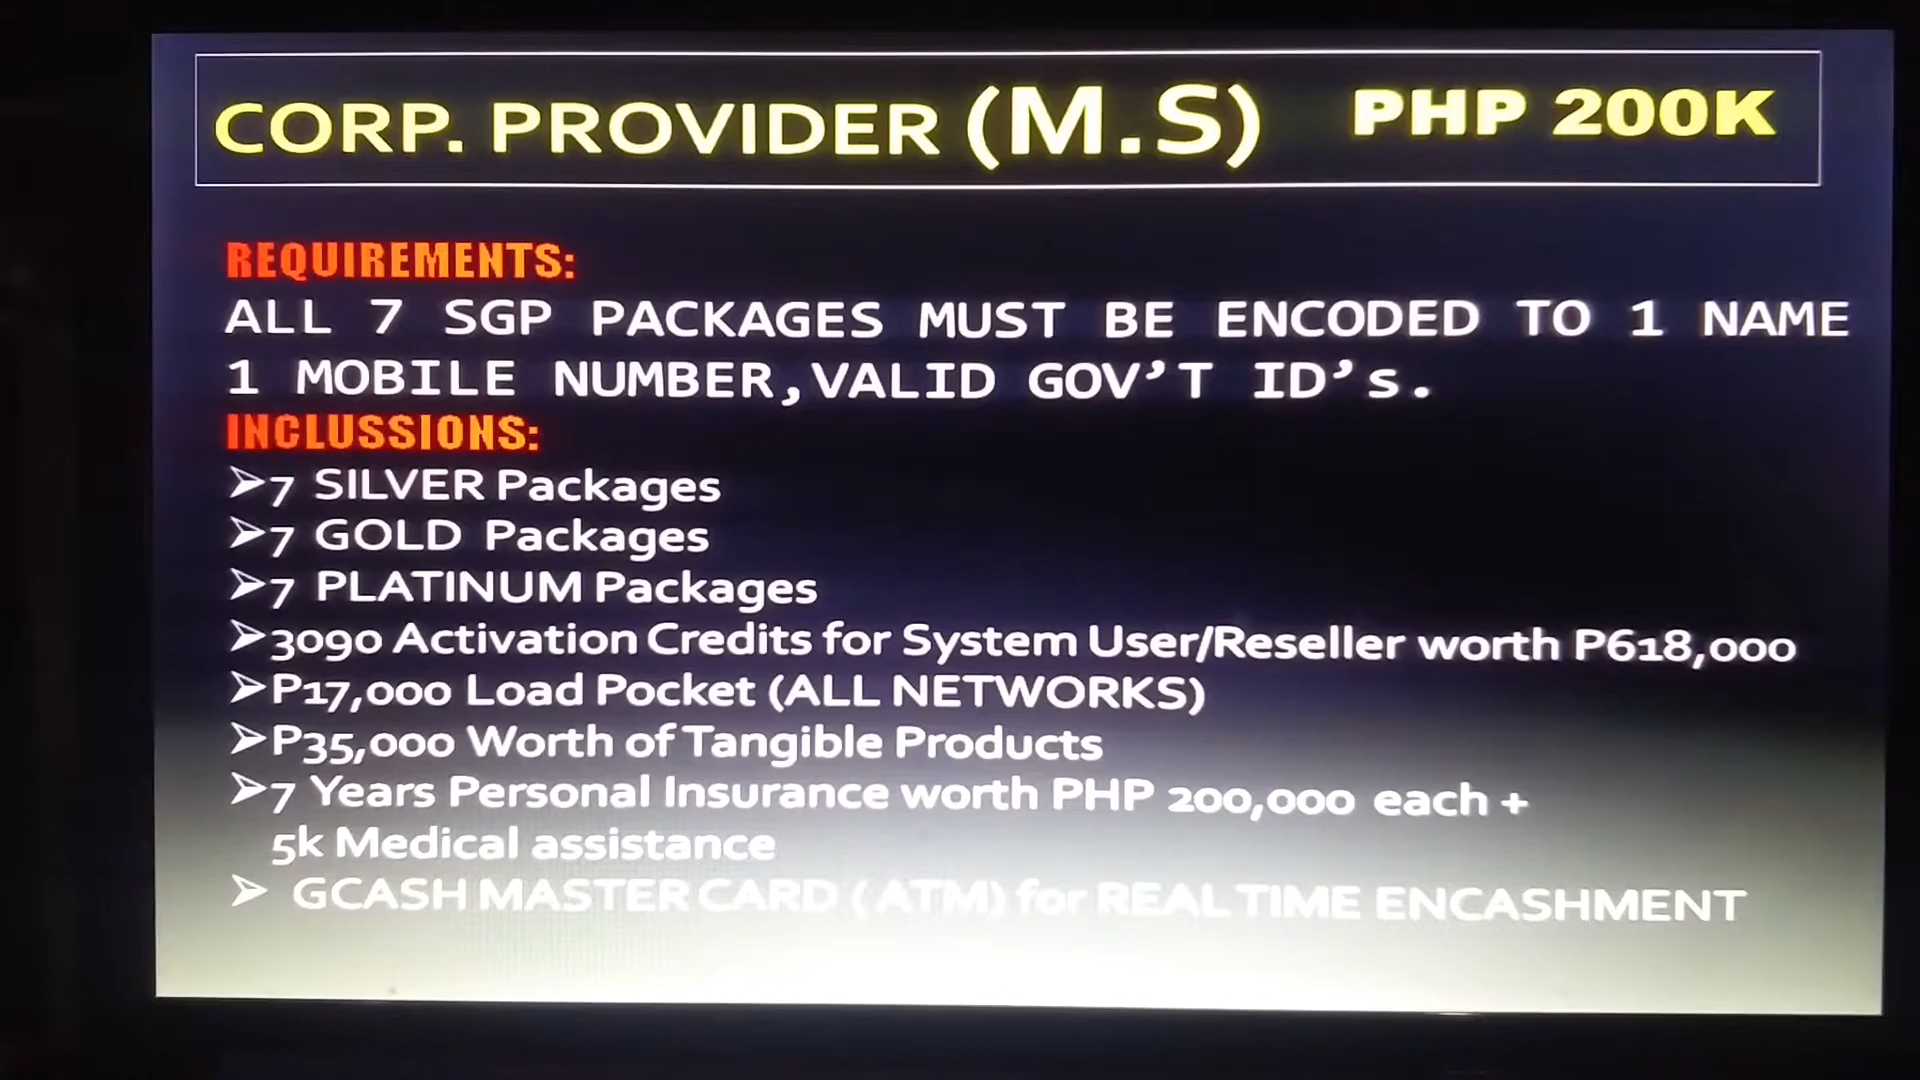 CORP. PROVIDER (M.S) PHP 200K
REQUIREMENTS:
ALL 7 SGP PACKAGES MUST BE ENCODED TO 1 NAME
1 MOBILE NUMBER,VALID GOV'T ID's.
INCLUSSIONS:
➢7 SILVER Packages
➢7 GOLD Packages
➢7 PLATINUM Packages
➢3090 Activation Credits for System User/Reseller worth P618,000
➢P17,000 Load Pocket (ALL NETWORKS)
➢P35,000 Worth of Tangible Products
➢7 Years Personal Insurance worth PHP 200,000 each +
5k Medical assistance
➢ GCASH MASTER CARD ( ATM) for REAL TIME ENCASHMENT